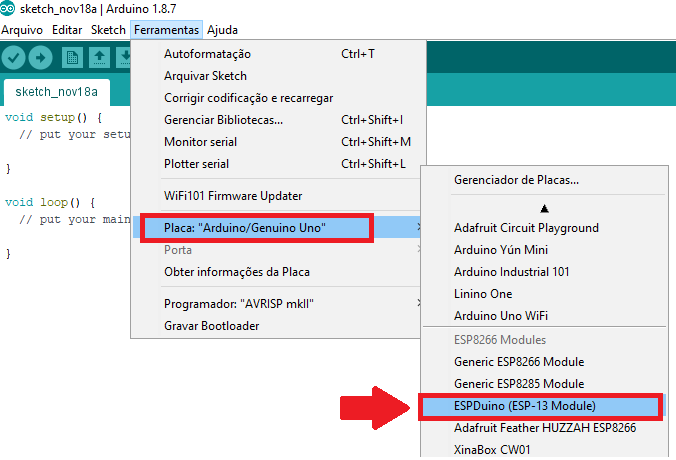 sketch_nov18a | Arduino 1.8.7
Arquivo Editar Sketch Ferramentas Ajuda
sketch_nov18a
void setup() {
// put your setu
}
void loop() {
// put your main
}
Autoformatação Ctrl+T
Arquivar Sketch
Corrigir codificação e recarregar
Gerenciar Bibliotecas... Ctrl+Shift+I
Monitor serial Ctrl+Shift+M
Plotter serial Ctrl+Shift+L
WiFi101 Firmware Updater
Placa: "Arduino/Genuino Uno"
Porta
Obter informações da Placa
Programador: "AVRISP mkII"
Gravar Bootloader
Gerenciador de Placas...
Adafruit Circuit Playground
Arduino Yún Mini
Arduino Industrial 101
Linino One
Arduino Uno WiFi
ESP8266 Modules
Generic ESP8266 Module
Generic ESP8285 Module
ESPDuino (ESP-13 Module)
Adafruit Feather HUZZAH ESP8266
XinaBox CW01